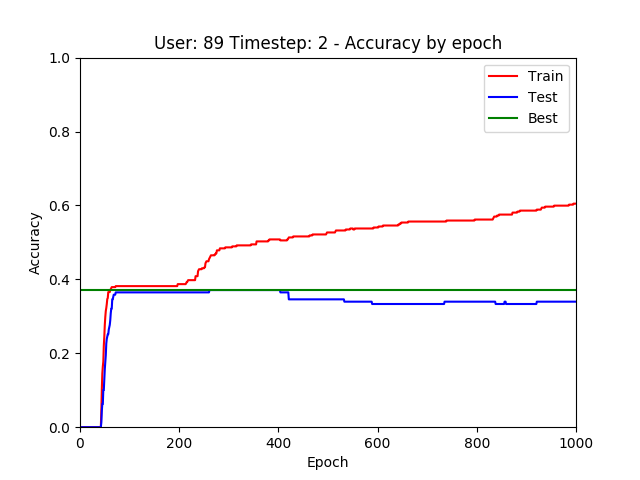 User: 89 Timestep: 2 - Accuracy by epoch
1.0
0.8
0.6
0.4
0.2
0.0
Accuracy
Train
Test
Best
0 200 400 600 800 1000
Epoch